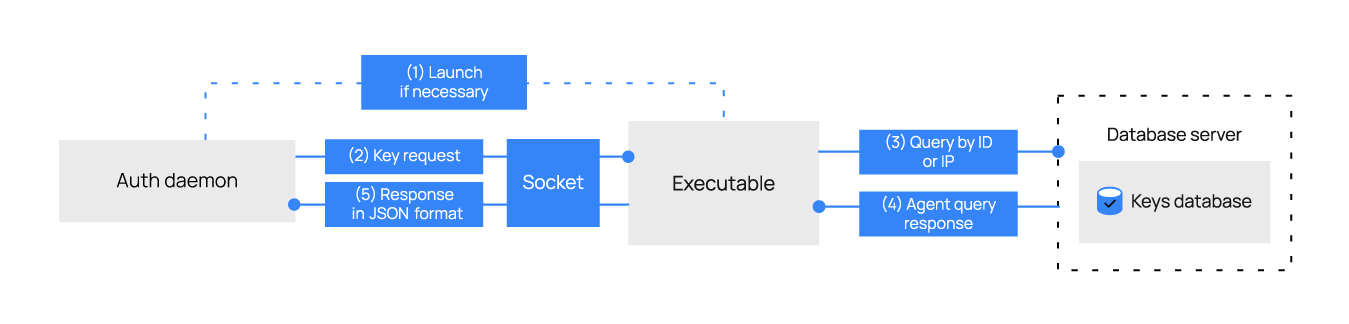 (1) Launch
if necessary
Auth daemon
(2) Key request
(5) Response
in JSON format
Socket
Executable
(3) Query by ID
or IP
(4) Agent query
response
Database server
Keys database